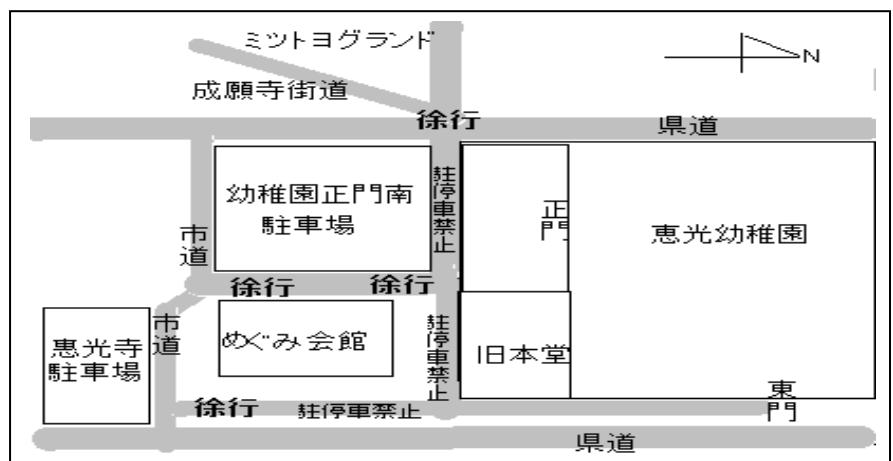 ミツトヨグランド
N
成願寺街道
徐行
県道
幼稚園正門南
駐車場
駐停車禁止
正門
恵光幼稚園
市道
徐行
徐行
恵光寺
駐車場
市道
めぐみ会館
駐停車禁止
旧本堂
徐行
駐停車禁止
東門
県道